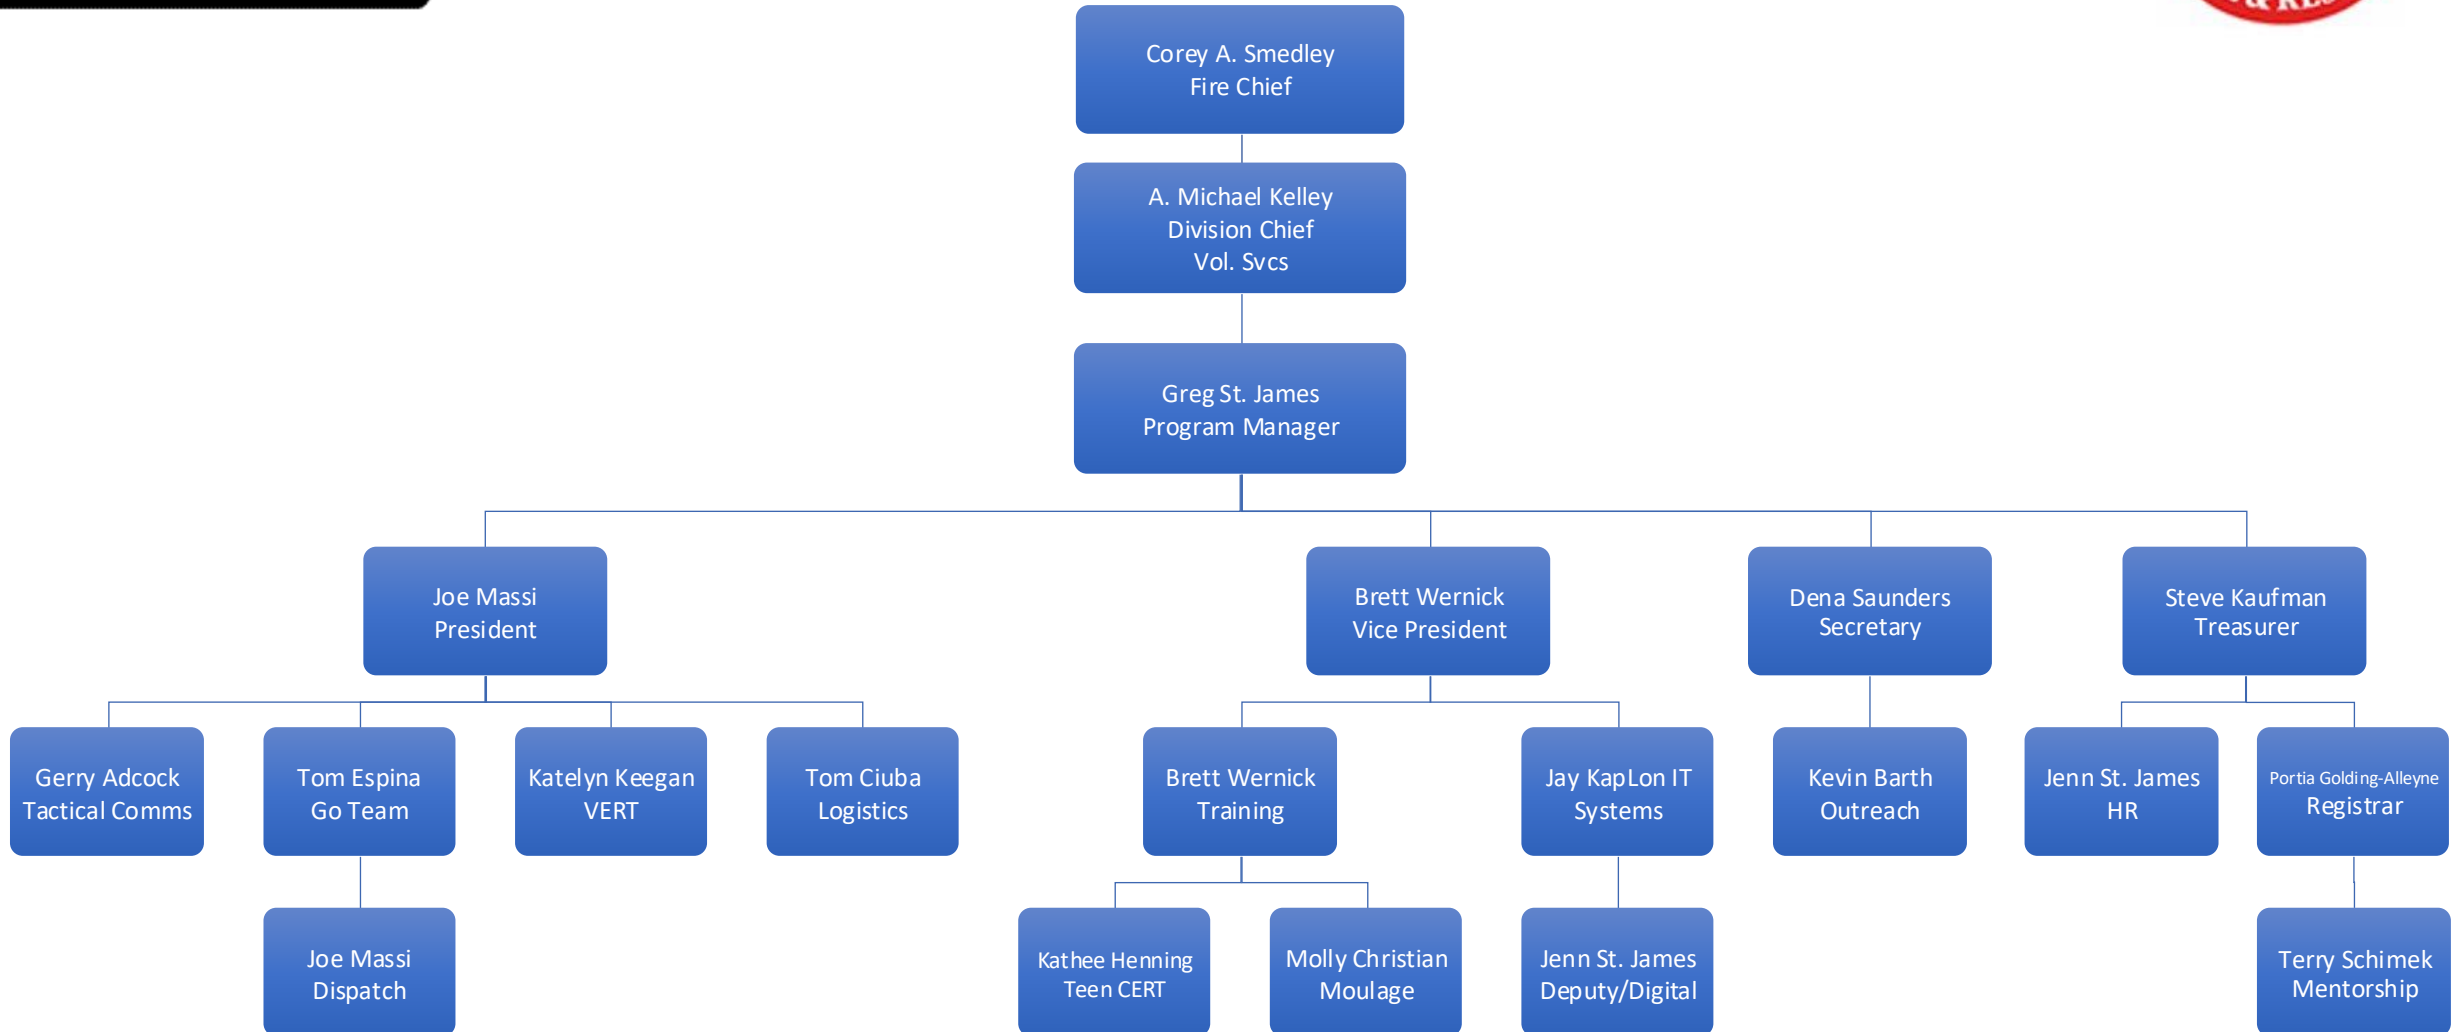 & RES
Corey A. Smedley
Fire Chief
A. Michael Kelley
Division Chief
Vol. Svcs
Greg St. James
Program Manager
Joe Massi
President
Brett Wernick
Vice President
Dena Saunders
Secretary
Steve Kaufman
Treasurer
Gerry Adcock
Tactical Comms
Tom Espina
Go Team
Katelyn Keegan
VERT
Tom Ciuba
Logistics
Brett Wernick
Training
Jay KapLon IT
Systems
Kevin Barth
Outreach
Jenn St. James
HR
Portia Golding-Alleyne
Registrar
Joe Massi
Dispatch
Kathee Henning
Teen CERT
Molly Christian
Moulage
Jenn St. James
Deputy/Digital
Terry Schimek
Mentorship